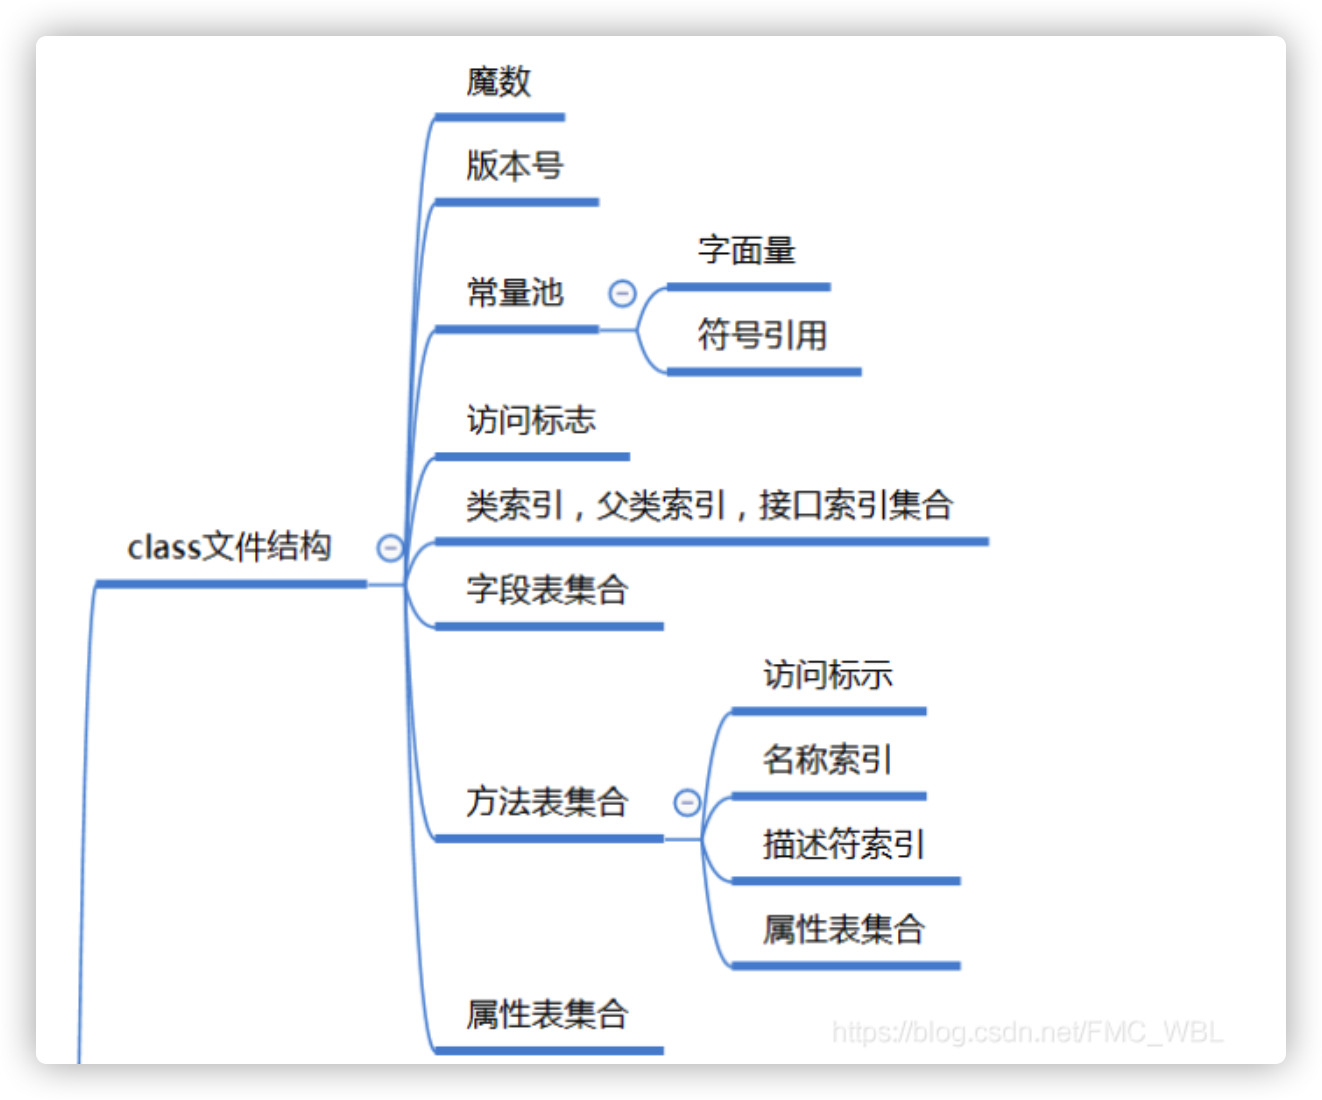 魔数
版本号
常量池
字面量
符号引用
访问标志
类索引，父类索引，接口索引集合
class文件结构
字段表集合
方法表集合
访问标示
名称索引
描述符索引
属性表集合
属性表集合
https://blog.csdn.net/FMC_WBL